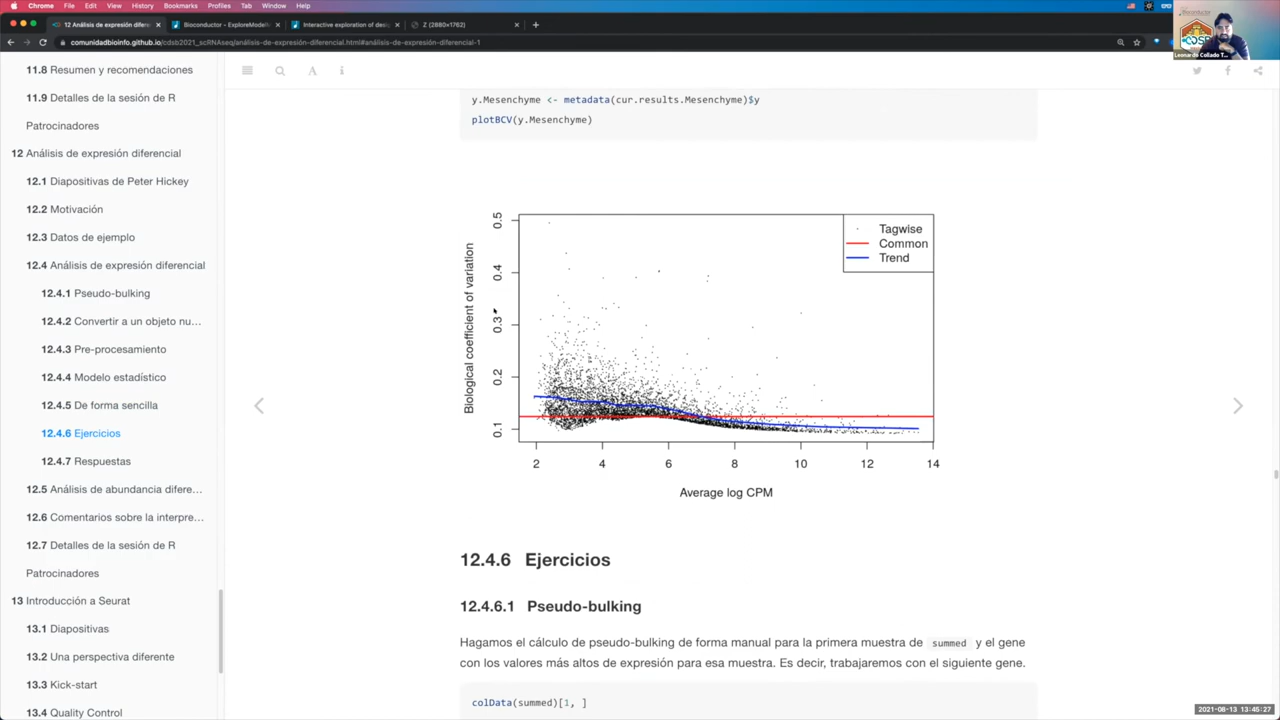 Chrome File Edit View History Bookmarks Profiles Tab Window Help
12 Análisis de expresión difere
Bioconductor - ExploreModelM
Interactive exploration of desig
Z (2880x1762)
comunidadbioinfo.github.io/cdsb2021_scRNAseq/análisis-de-expresión-diferencial.html#análisis-de-expresión-diferencial-1
Leonardo Collado T...
11.8 Resumen y recomendaciones
11.9 Detalles de la sesión de R
Patrocinadores
12 Análisis de expresión diferencial
12.1 Diapositivas de Peter Hickey
12.2 Motivación
12.3 Datos de ejemplo
12.4 Análisis de expresión diferencial
12.4.1 Pseudo-bulking
12.4.2 Convertir a un objeto nu...
12.4.3 Pre-procesamiento
12.4.4 Modelo estadístico
12.4.5 De forma sencilla
12.4.6 Ejercicios
12.4.7 Respuestas
12.5 Análisis de abundancia difere...
12.6 Comentarios sobre la interpre...
12.7 Detalles de la sesión de R
Patrocinadores
13 Introducción a Seurat
13.1 Diapositivas
13.2 Una perspectiva diferente
13.3 Kick-start
13.4 Quality Control
y.Mesenchyme <- metadata(cur.results.Mesenchyme)$y
plotBCV(y.Mesenchyme)
Tagwise
Common
Trend
0.5
0.4
0.3
0.2
0.1
Biological coefficient of variation
2 4 6 8 10 12 14
Average log CPM
12.4.6 Ejercicios
12.4.6.1 Pseudo-bulking
Hagamos el cálculo de pseudo-bulking de forma manual para la primera muestra de summed y el gene
con los valores más altos de expresión para esa muestra. Es decir, trabajaremos con el siguiente gene.
colData(summed)[1, ]
2021-08-13 13:45:27